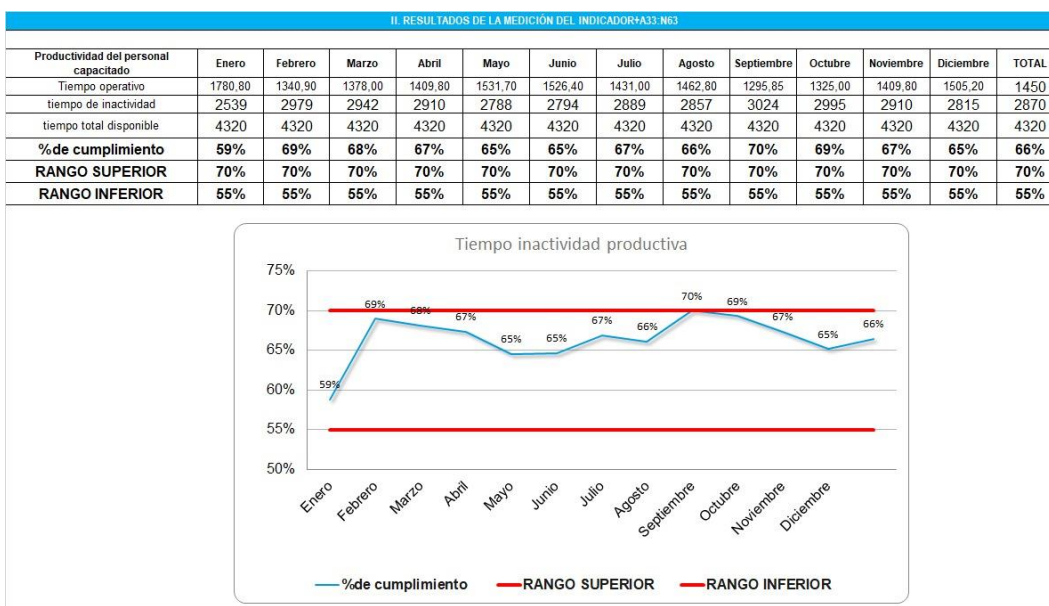 II. RESULTADOS DE LA MEDICIÓN DEL INDICADOR+A33:N63
Productividad del personal capacitado Enero Febrero Marzo Abril Mayo Junio Julio Agosto Septiembre Octubre Noviembre Diciembre TOTAL
Tiempo operativo 1780,80 1340,90 1378,00 1409,80 1531,70 1526,40 1431,00 1462,80 1295,85 1325,00 1409,80 1505,20 1450
tiempo de inactividad 2539 2979 2942 2910 2788 2794 2889 2857 3024 2995 2910 2815 2870
tiempo total disponible 4320 4320 4320 4320 4320 4320 4320 4320 4320 4320 4320 4320 4320
%de cumplimiento 59% 69% 68% 67% 65% 65% 67% 66% 70% 69% 67% 65% 66%
RANGO SUPERIOR 70% 70% 70% 70% 70% 70% 70% 70% 70% 70% 70% 70% 70%
RANGO INFERIOR 55% 55% 55% 55% 55% 55% 55% 55% 55% 55% 55% 55% 55%
Tiempo inactividad productiva
75%
70%
65%
60%
55%
50%
59% 69% 68% 67% 65% 65% 67% 66% 70% 69% 67% 65% 66%
Enero Febrero Marzo Abril Mayo Junio Julio Agosto Septiembre Octubre Noviembre Diciembre
%de cumplimiento RANGO SUPERIOR RANGO INFERIOR